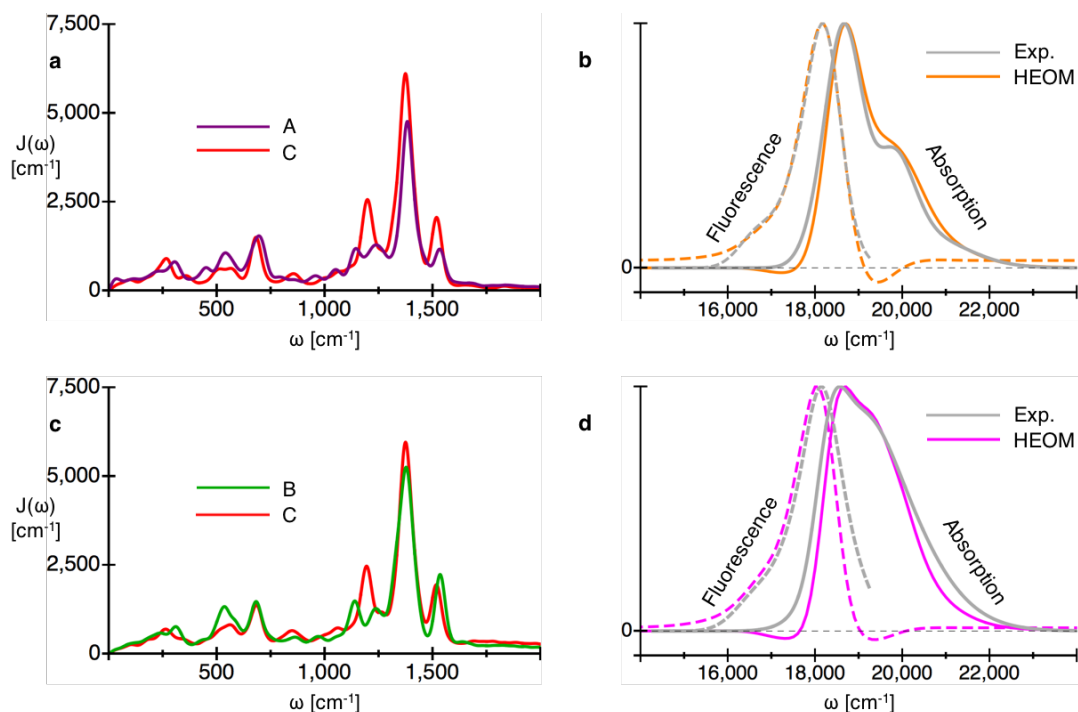 7,500
a
5,000
J(ω)
[cm⁻¹]
2,500
0
500
1,000
1,500
ω [cm⁻¹]
A
C
b
Exp.
HEOM
Fluorescence
Absorption
0
16,000
18,000
20,000
22,000
ω [cm⁻¹]
7,500
c
5,000
J(ω)
[cm⁻¹]
2,500
0
500
1,000
1,500
ω [cm⁻¹]
B
C
d
Exp.
HEOM
Fluorescence
Absorption
0
16,000
18,000
20,000
22,000
ω [cm⁻¹]